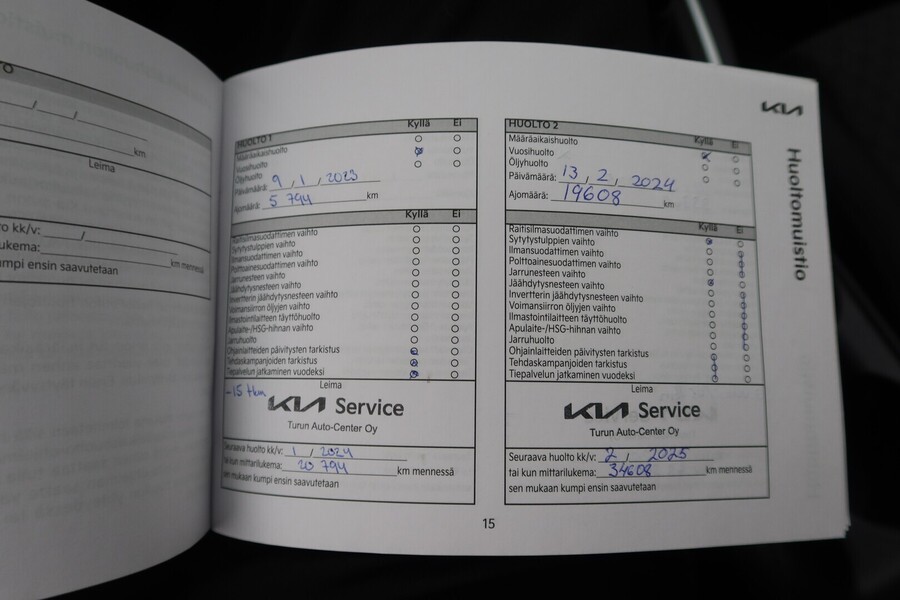 O
/ /
km
Leima
ro kk/v: /
lukema: km mennessä
kumpi ensin saavutetaan
HUOLTO 1 Kyllä Ei
Määräaikaishuolto
Vuosihuolto
Öljyhuolto
Päivämäärä: 9 / 1 / 2023
Ajomäärä: 5 794 km
Kyllä Ei
Raitisilmasuodattimen vaihto
Sytytystulppien vaihto
Ilmansuodattimen vaihto
Polttoainesuodattimen vaihto
Jarrunesteen vaihto
Jäähdytysnesteen vaihto
Invertterin jäähdytysnesteen vaihto
Voimansiirron öljyjen vaihto
Ilmastointilaitteen täyttöhuolto
Apulaite-/HSG-hihnan vaihto
Jarruhuolto
Ohjainlaitteiden päivitysten tarkistus
Tehdaskampanjoiden tarkistus
Tiepalvelun jatkaminen vuodeksi
Leima
-15 tkm
KIA Service
Turun Auto-Center Oy
Seuraava huolto kk/v: 1 / 2024
tai kun mittarilukema: 20 794 km mennessä
sen mukaan kumpi ensin saavutetaan
HUOLTO 2 Kyllä Ei
Määräaikaishuolto
Vuosihuolto
Öljyhuolto
Päivämäärä: 13 / 2 / 2024
Ajomäärä: 19608 km
Kyllä Ei
Raitisilmasuodattimen vaihto
Sytytystulppien vaihto
Ilmansuodattimen vaihto
Polttoainesuodattimen vaihto
Jarrunesteen vaihto
Jäähdytysnesteen vaihto
Invertterin jäähdytysnesteen vaihto
Voimansiirron öljyjen vaihto
Ilmastointilaitteen täyttöhuolto
Apulaite-/HSG-hihnan vaihto
Jarruhuolto
Ohjainlaitteiden päivitysten tarkistus
Tehdaskampanjoiden tarkistus
Tiepalvelun jatkaminen vuodeksi
Leima
KIA Service
Turun Auto-Center Oy
Seuraava huolto kk/v: 2 / 2025
tai kun mittarilukema: 34608 km mennessä
sen mukaan kumpi ensin saavutetaan
KIA
Huoltomuistio
15